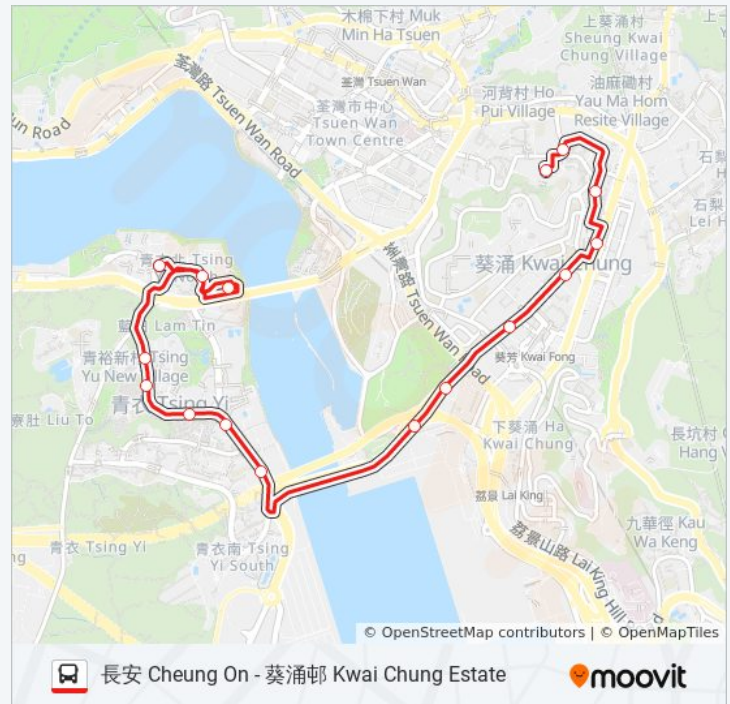 木棉下村 Muk
Min Ha Tsuen
上葵涌村
Sheung Kwai
Chung Village
上一
荃灣路 Tsuen Wan Road
荃灣 Tsuen Wan
河背村 Ho
Pui Village
油麻磡村
Yau Ma Hom
Resite Village
荃灣市中心
Tsuen Wan
Town Centre
Jun Road
石梨
石梨
Lei H
青衣北 Tsing
葵涌 Kwai Chung
荃灣路 Tsuen Wan Road
Lam Tin
青裕新村 Tsing
Yu New Village
葵芳 Kwai Fong
青衣 Tsing Yi
寮肚 Liu To
下葵涌 Ha
Kwai Chung
長坑村
Hang V
荔景 Lai King
九華徑 Kau
Wa Keng
荔景山路 Lai King Hill
青衣 Tsing Yi
青衣南 Tsing
Yi South
ng
© OpenStreetMap contributors | © OpenMapTiles
長安 Cheung On - 葵涌邨 Kwai Chung Estate
moovit